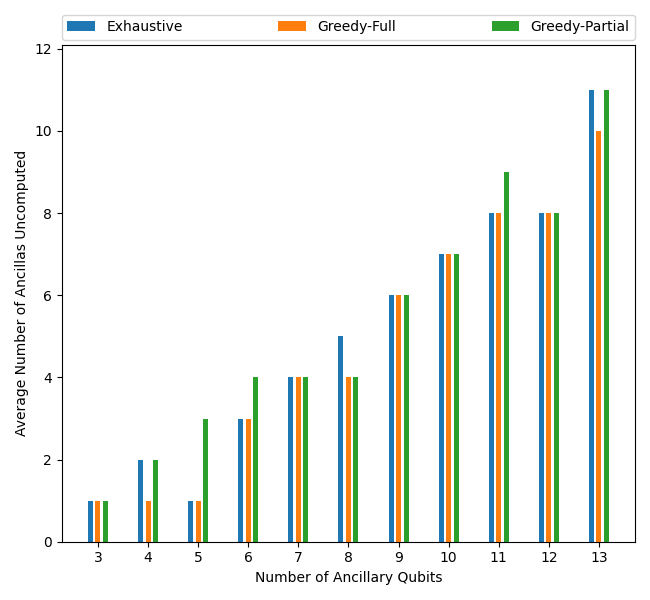 Exhaustive Greedy-Full Greedy-Partial
12
10
8
6
4
2
0
Average Number of Ancillas Uncomputed
3 4 5 6 7 8 9 10 11 12 13
Number of Ancillary Qubits